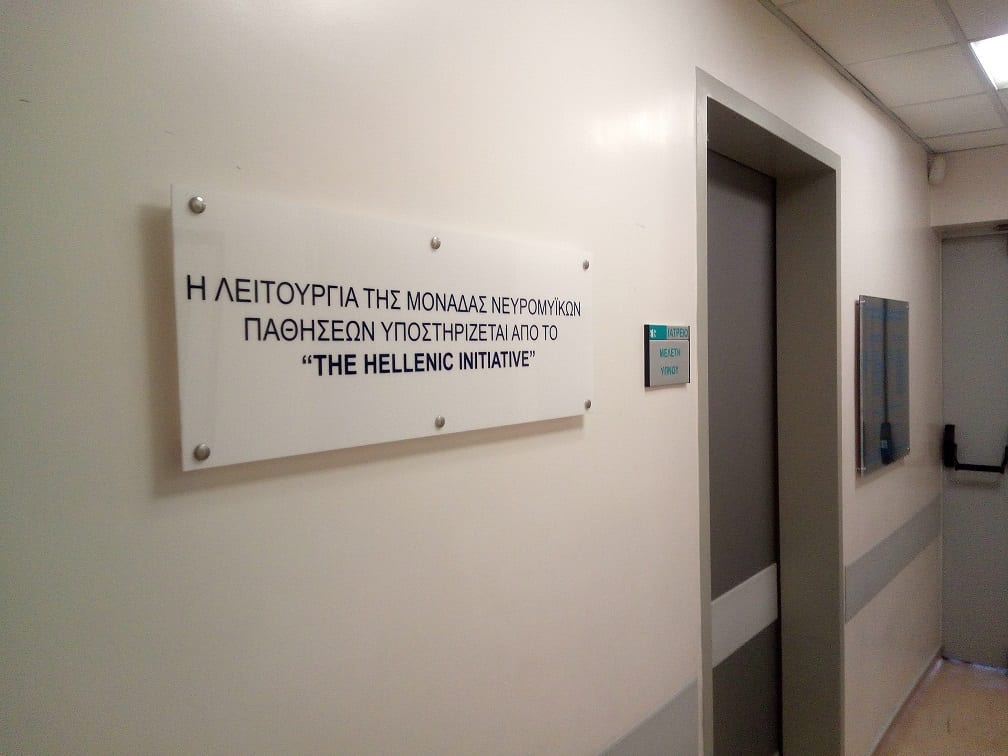 Η ΛΕΙΤΟΥΡΓΙΑ ΤΗΣ ΜΟΝΑΔΑΣ ΝΕΥΡΟΜΥΪΚΩΝ
ΠΑΘΗΣΕΩΝ ΥΠΟΣΤΗΡΙΖΕΤΑΙ ΑΠΟ ΤΟ
“THE HELLENIC INITIATIVE”
ΙΑΤΡΕΙΟ
ΜΕΛΕΤΗ
ΥΠΝΟΥ